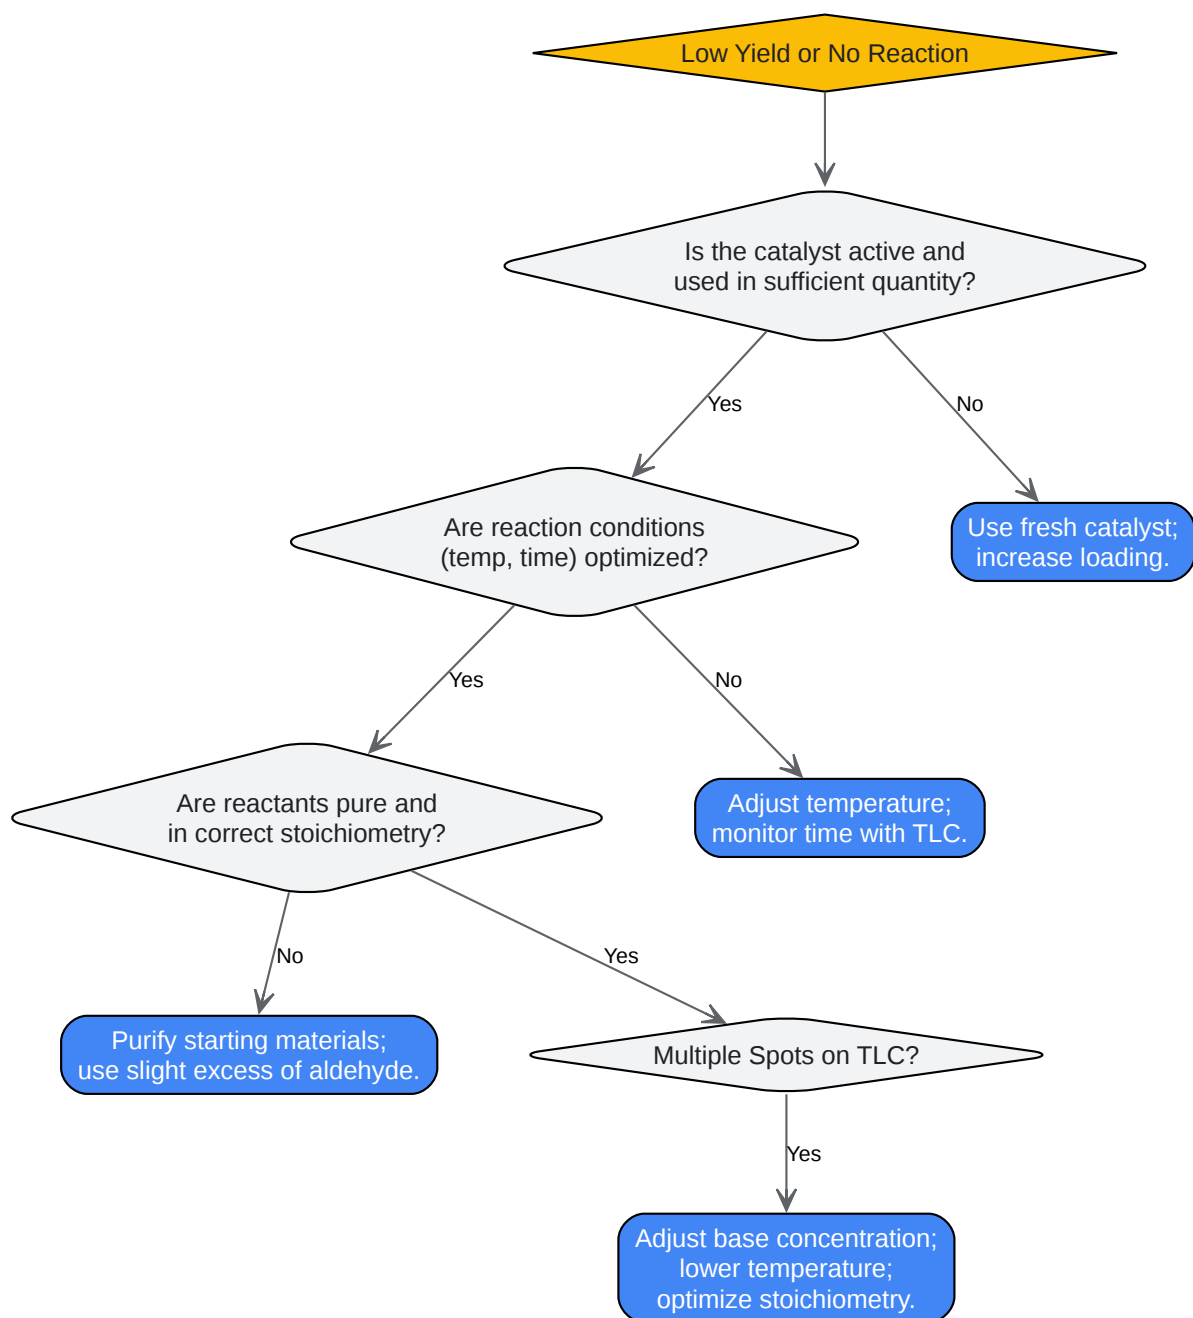 Low Yield or No Reaction
Is the catalyst active and
used in sufficient quantity?
Yes
No
Are reaction conditions
(temp, time) optimized?
Use fresh catalyst;
increase loading.
Yes
No
Are reactants pure and
in correct stoichiometry?
Adjust temperature;
monitor time with TLC.
No
Yes
Purify starting materials;
use slight excess of aldehyde.
Multiple Spots on TLC?
Yes
Adjust base concentration;
lower temperature;
optimize stoichiometry.